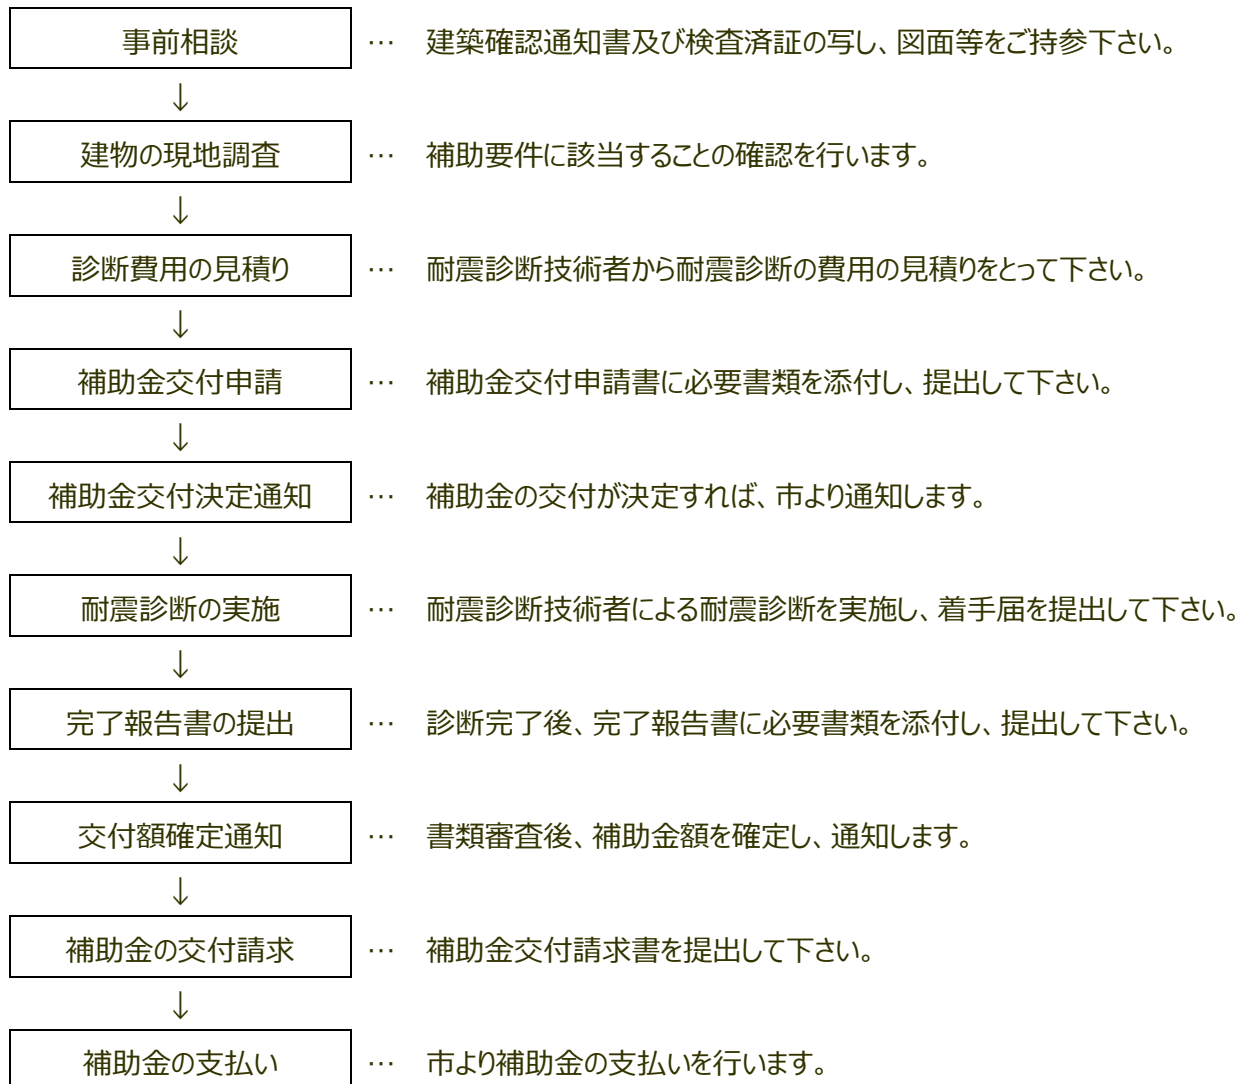 事前相談 … 建築確認通知書及び検査済証の写し、図面等をご持参下さい。
↓
建物の現地調査 … 補助要件に該当することの確認を行います。
↓
診断費用の見積り … 耐震診断技術者から耐震診断の費用の見積りをとって下さい。
↓
補助金交付申請 … 補助金交付申請書に必要書類を添付し、提出して下さい。
↓
補助金交付決定通知 … 補助金の交付が決定すれば、市より通知します。
↓
耐震診断の実施 … 耐震診断技術者による耐震診断を実施し、着手届を提出して下さい。
↓
完了報告書の提出 … 診断完了後、完了報告書に必要書類を添付し、提出して下さい。
↓
交付額確定通知 … 書類審査後、補助金額を確定し、通知します。
↓
補助金の交付請求 … 補助金交付請求書を提出して下さい。
↓
補助金の支払い … 市より補助金の支払いを行います。